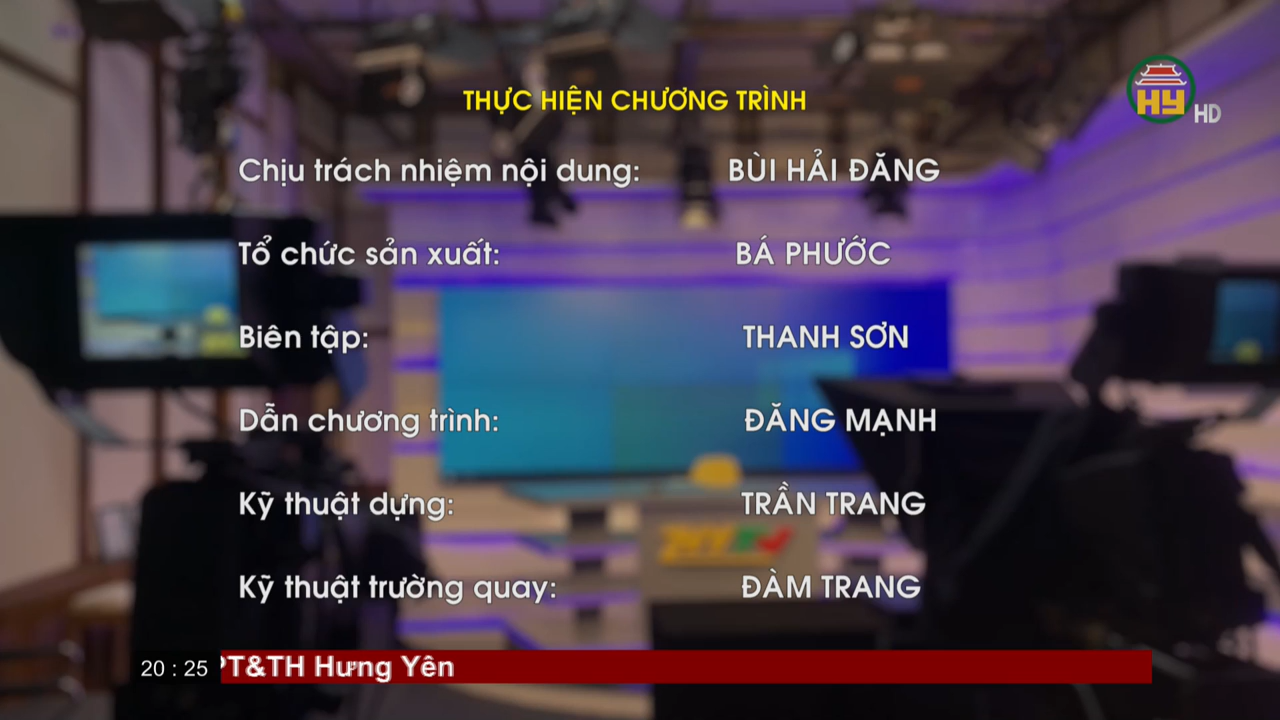 THỰC HIỆN CHƯƠNG TRÌNH
HY HD
Chịu trách nhiệm nội dung: BÙI HẢI ĐĂNG
Tổ chức sản xuất: BÁ PHƯỚC
Biên tập: THANH SƠN
Dẫn chương trình: ĐĂNG MẠNH
Kỹ thuật dựng: TRẦN TRANG
Kỹ thuật trường quay: ĐÀM TRANG
20 : 25 PT&TH Hưng Yên